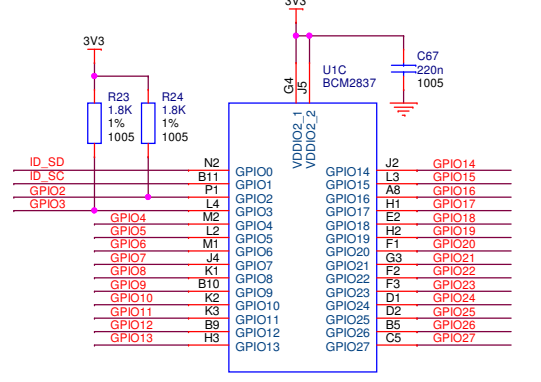 3V3
3V3
C67
220n
1005
U1C
BCM2837
G4
J5
R23
1.8K
1%
1005
R24
1.8K
1%
1005
VDDIO2_1
VDDIO2_2
ID_SD N2 GPIO0
ID_SC B11 GPIO1
GPIO2 P1 GPIO2
GPIO3 L4 GPIO3
GPIO4 M2 GPIO4
GPIO5 L2 GPIO5
GPIO6 M1 GPIO6
GPIO7 J4 GPIO7
GPIO8 K1 GPIO8
GPIO9 B10 GPIO9
GPIO10 K2 GPIO10
GPIO11 K3 GPIO11
GPIO12 B9 GPIO12
GPIO13 H3 GPIO13
GPIO14 J2 GPIO14
GPIO15 L3 GPIO15
GPIO16 A8 GPIO16
GPIO17 H1 GPIO17
GPIO18 E2 GPIO18
GPIO19 H2 GPIO19
GPIO20 F1 GPIO20
GPIO21 G3 GPIO21
GPIO22 F2 GPIO22
GPIO23 F3 GPIO23
GPIO24 D1 GPIO24
GPIO25 D2 GPIO25
GPIO26 B5 GPIO26
GPIO27 C5 GPIO27